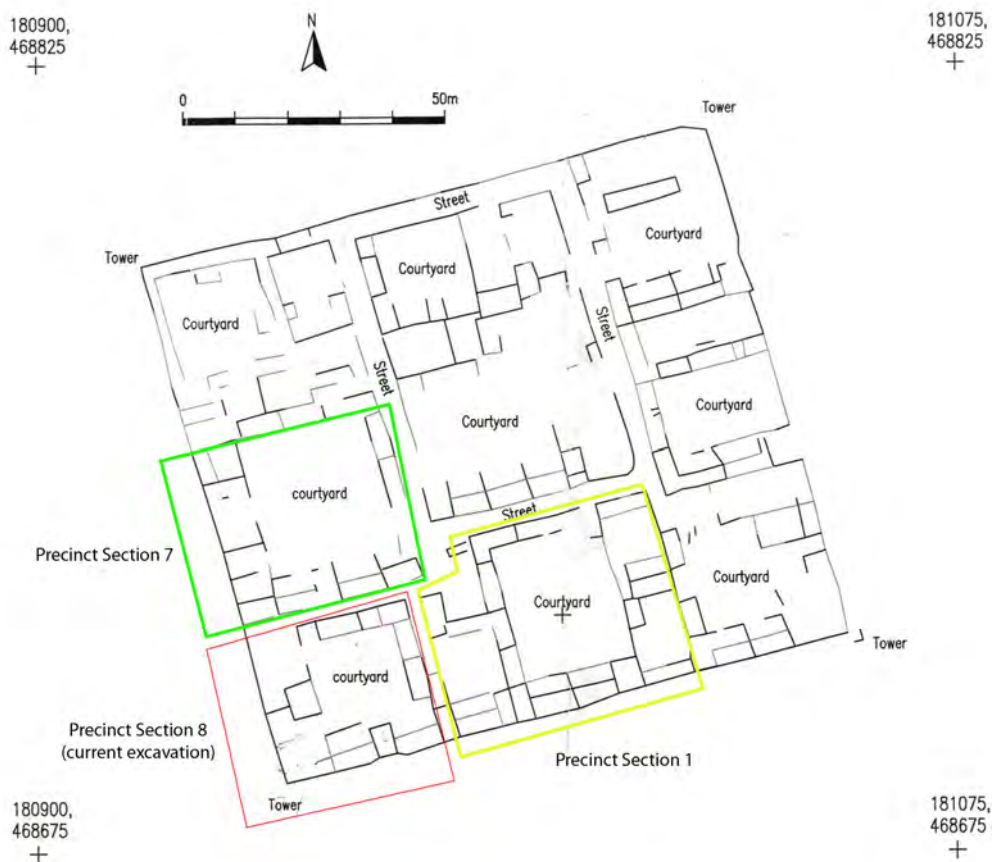 180900,
468825
N
181075,
468825
0
50m
Tower
Street
Courtyard
Tower
Courtyard
Courtyard
Street
Street
Courtyard
Courtyard
courtyard
Street
Precinct Section 7
Courtyard
Courtyard
Tower
courtyard
Precinct Section 8
(current excavation)
Precinct Section 1
Tower
180900,
468675
181075,
468675